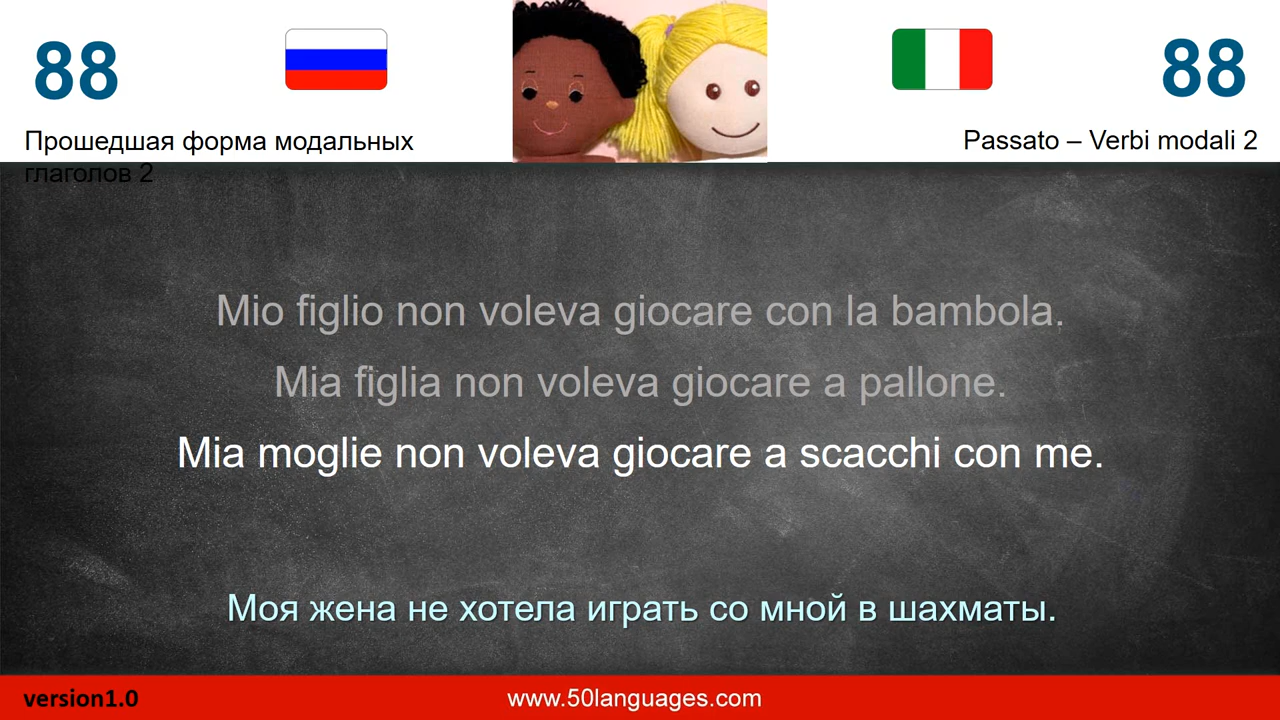 88
88
Прошедшая форма модальных
глаголов 2
Passato – Verbi modali 2
Mio figlio non voleva giocare con la bambola.
Mia figlia non voleva giocare a pallone.
Mia moglie non voleva giocare a scacchi con me.
Моя жена не хотела играть со мной в шахматы.
version1.0
www.50languages.com